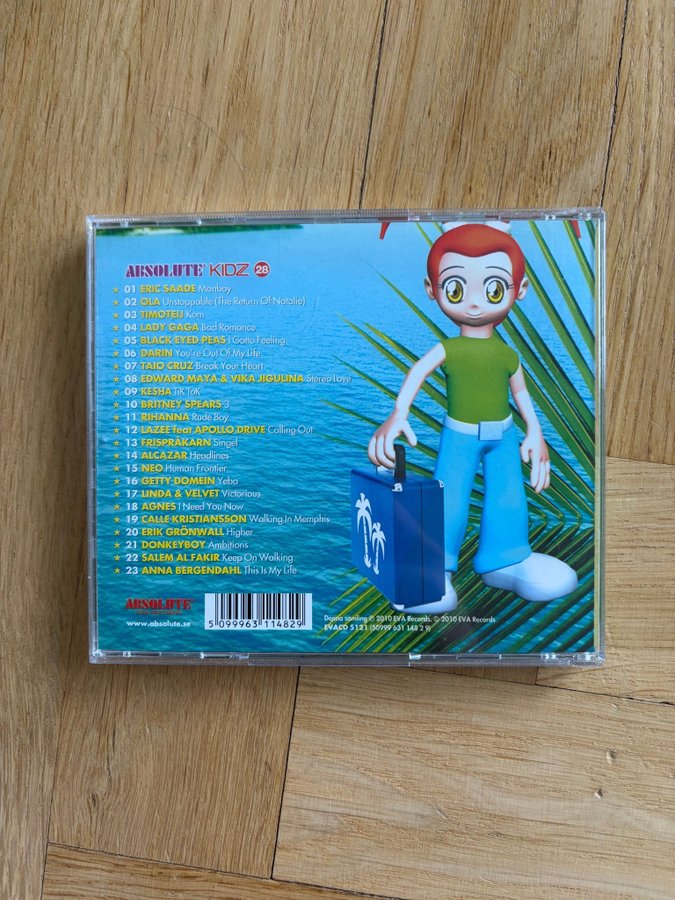 ABSOLUTE KIDZ 28
01 ERIC SAADE Manboy
02 OLA Unstoppable (The Return Of Natalie)
03 TIMOTEIJ Kom
04 LADY GAGA Bad Romance
05 BLACK EYED PEAS I Gotta Feeling
06 DARIN You're Out Of My Life
07 TAIO CRUZ Break Your Heart
08 EDWARD MAYA & VIKA JIGULINA Stereo Love
09 KESHA TiK ToK
10 BRITNEY SPEARS 3
11 RIHANNA Rude Boy
12 LAZEE feat APOLLO DRIVE Calling Out
13 FRISPRÅKARN Singel
14 ALCAZAR Headlines
15 NEO Human Frontier
16 GETTY DOMEIN Yeba
17 LINDA & VELVET Victorious
18 AGNES I Need You Now
19 CALLE KRISTIANSSON Walking In Memphis
20 ERIK GRÖNWALL Higher
21 DONKEYBOY Ambitions
22 SALEM AL FAKIR Keep On Walking
23 ANNA BERGENDAHL This Is My Life
ABSOLUTE
www.absolute.se
5 099963 114829
Denna samling ℗ 2010 EVA Records. © 2010 EVA Records.
EVACD 5121 (50999 631 148 2 9)